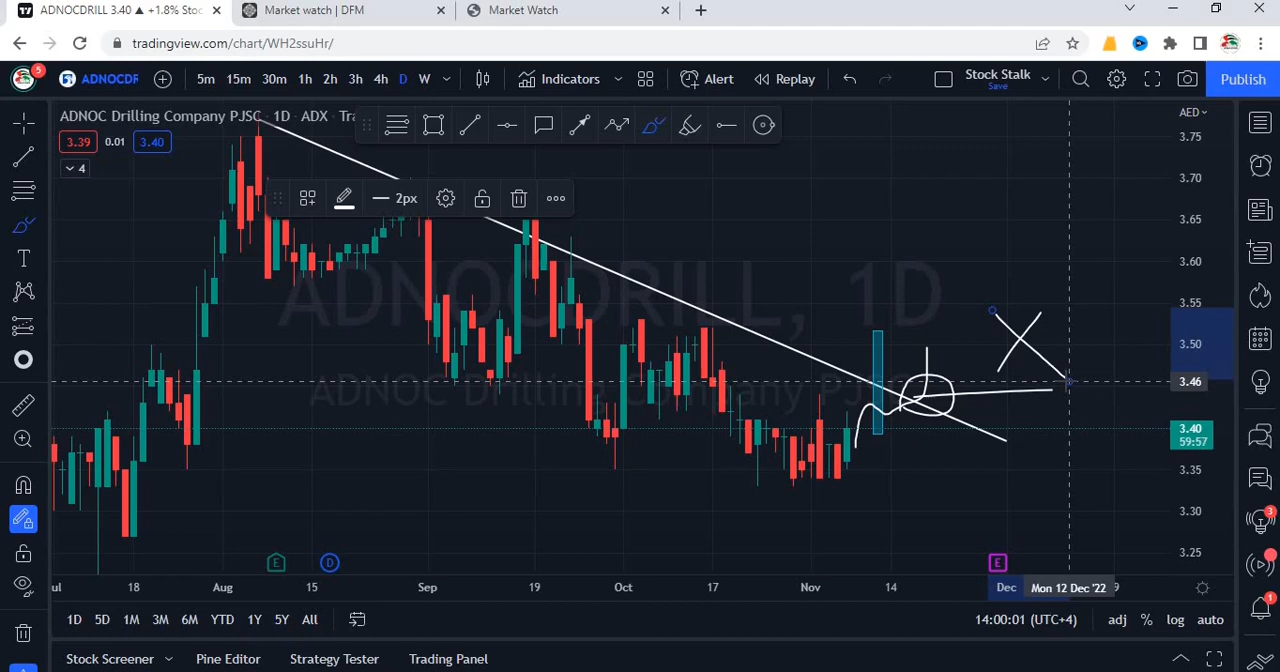 ADNOCDRILL 3.40 ▲ +1.8% Stoc
Market watch | DFM
Market Watch
tradingview.com/chart/WH2ssuHr/
5
ADNOCDR
5m 15m 30m 1h 2h 3h 4h D W
Indicators
Alert
Replay
Stock Stalk
Save
Publish
ADNOC Drilling Company PJSC · 1D · ADX · Tra
AED
3.39 0.01 3.40
4
2px
ADNOCDRILL, 1D
ADNOC Drilling Company PJSC
3.75
3.70
3.65
3.60
3.55
3.50
3.46
3.40
59:57
3.35
3.30
3.25
3
1
E D E
ul 18 Aug 15 Sep 19 Oct 17 Nov 14 Dec Mon 12 Dec '22 9
1D 5D 1M 3M 6M YTD 1Y 5Y All
14:00:01 (UTC+4) adj % log auto
Stock Screener Pine Editor Strategy Tester Trading Panel